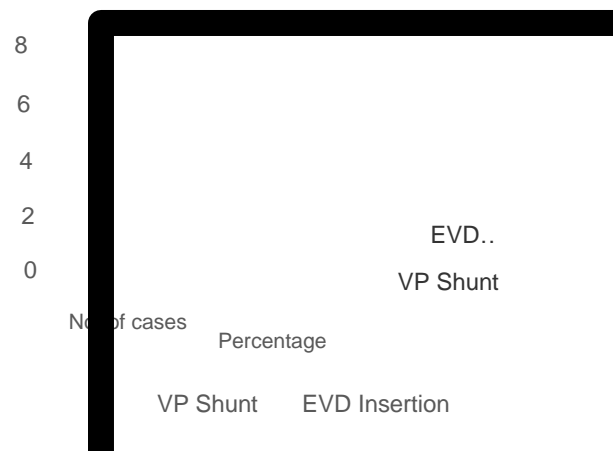 8
6
4
2
EVD..
0
VP Shunt
of cases
Percentage
VP Shunt EVD Insertion